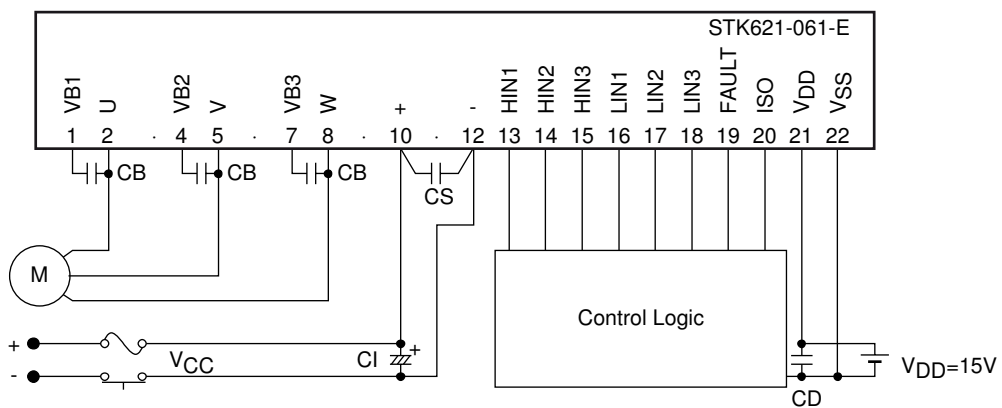 STK621-061-E
VB1 U VB2 V VB3 W + - HIN1 HIN2 HIN3 LIN1 LIN2 LIN3 FAULT ISO VDD VSS
1 2 · 4 5 · 7 8 · 10 · 12 13 14 15 16 17 18 19 20 21 22
CB CB CB CS
M
Control Logic
+ VCC CI + VDD=15V
- CD